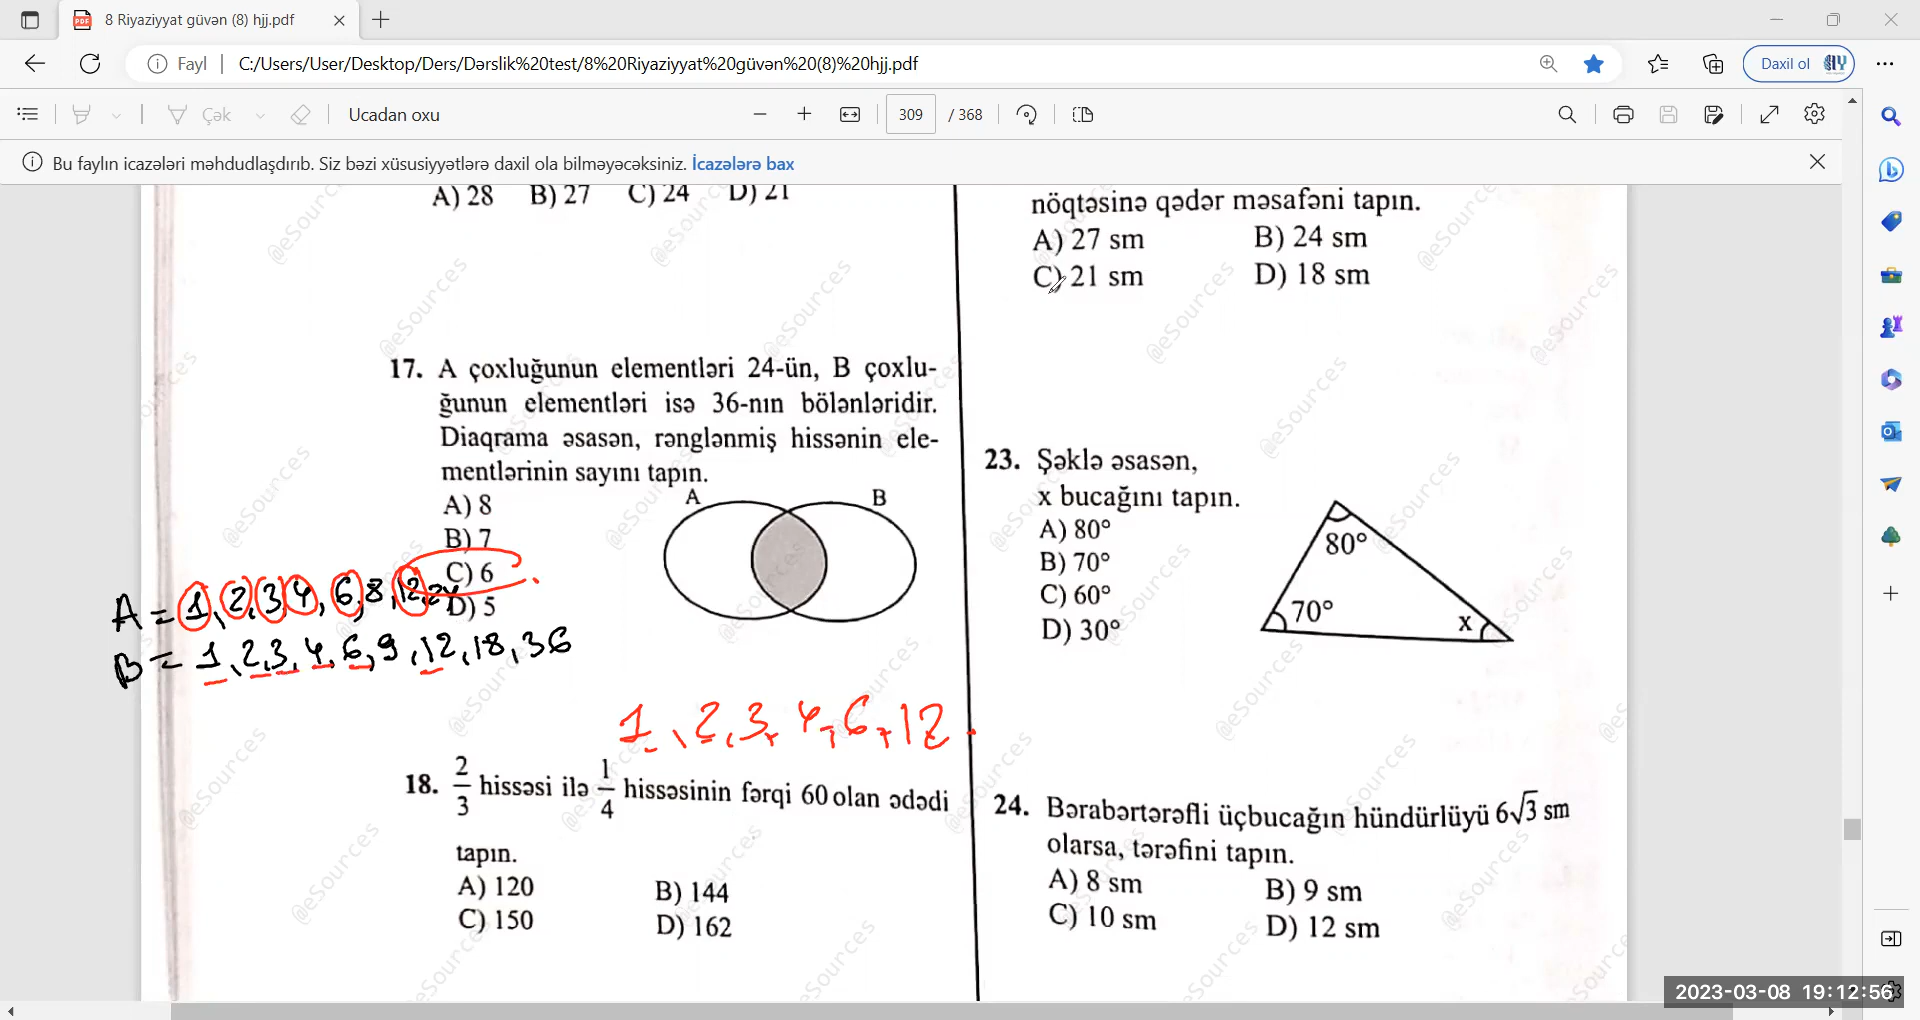 8 Riyaziyyat güvən (8) hjj.pdf
Fayl
C:/Users/User/Desktop/Ders/Dərslik%20test/8%20Riyaziyyat%20güvən%20(8)%20hjj.pdf
Daxil ol
Çək
Ucadan oxu
309 / 368
Bu faylın icazələri məhdudlaşdırıb. Siz bəzi xüsusiyyətlərə daxil ola bilməyəcəksiniz. İcazələrə bax
A) 28 B) 27 C) 24 D) 21
17. A çoxluğunun elementləri 24-ün, B çoxlu-
ğunun elementləri isə 36-nın bölənləridir.
Diaqrama əsasən, rənglənmiş hissənin ele-
mentlərinin sayını tapın.
A) 8
B) 7
C) 6
D) 5
A B
A = 1, 2, 3, 4, 6, 8, 12, 24
B = 1, 2, 3, 4, 6, 9, 12, 18, 36
1, 2, 3, 4, 6, 12.
18. 2/3 hissəsi ilə 1/4 hissəsinin fərqi 60 olan ədədi
tapın.
A) 120 B) 144
C) 150 D) 162
nöqtəsinə qədər məsafəni tapın.
A) 27 sm B) 24 sm
C) 21 sm D) 18 sm
23. Şəklə əsasən,
x bucağını tapın.
A) 80°
B) 70°
C) 60°
D) 30°
80°
70° x
24. Bərabərtərəfli üçbucağın hündürlüyü 6√3 sm
olarsa, tərəfini tapın.
A) 8 sm B) 9 sm
C) 10 sm D) 12 sm
@eSources
2023-03-08 19:12:56